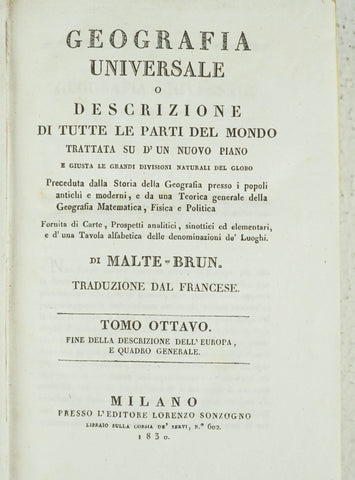 GEOGRAFIA
UNIVERSALE
O
DESCRIZIONE
DI TUTTE LE PARTI DEL MONDO
TRATTATA SU D'UN NUOVO PIANO
E GIUSTA LE GRANDI DIVISIONI NATURALI DEL GLOBO
Preceduta dalla Storia della Geografia presso i popoli
antichi e moderni, e da una Teorica generale della
Geografia Matematica, Fisica e Politica
Fornita di Carte, Prospetti analitici, sinottici ed elementari,
e d'una Tavola alfabetica delle denominazioni de' Luoghi.
DI MALTE-BRUN.
TRADUZIONE DAL FRANCESE.
TOMO OTTAVO.
FINE DELLA DESCRIZIONE DELL'EUROPA,
E QUADRO GENERALE.
MILANO
PRESSO L'EDITORE LORENZO SONZOGNO
LIBRAIO SULLA CORSIA DE' SERVI, N.° 602.
1830.